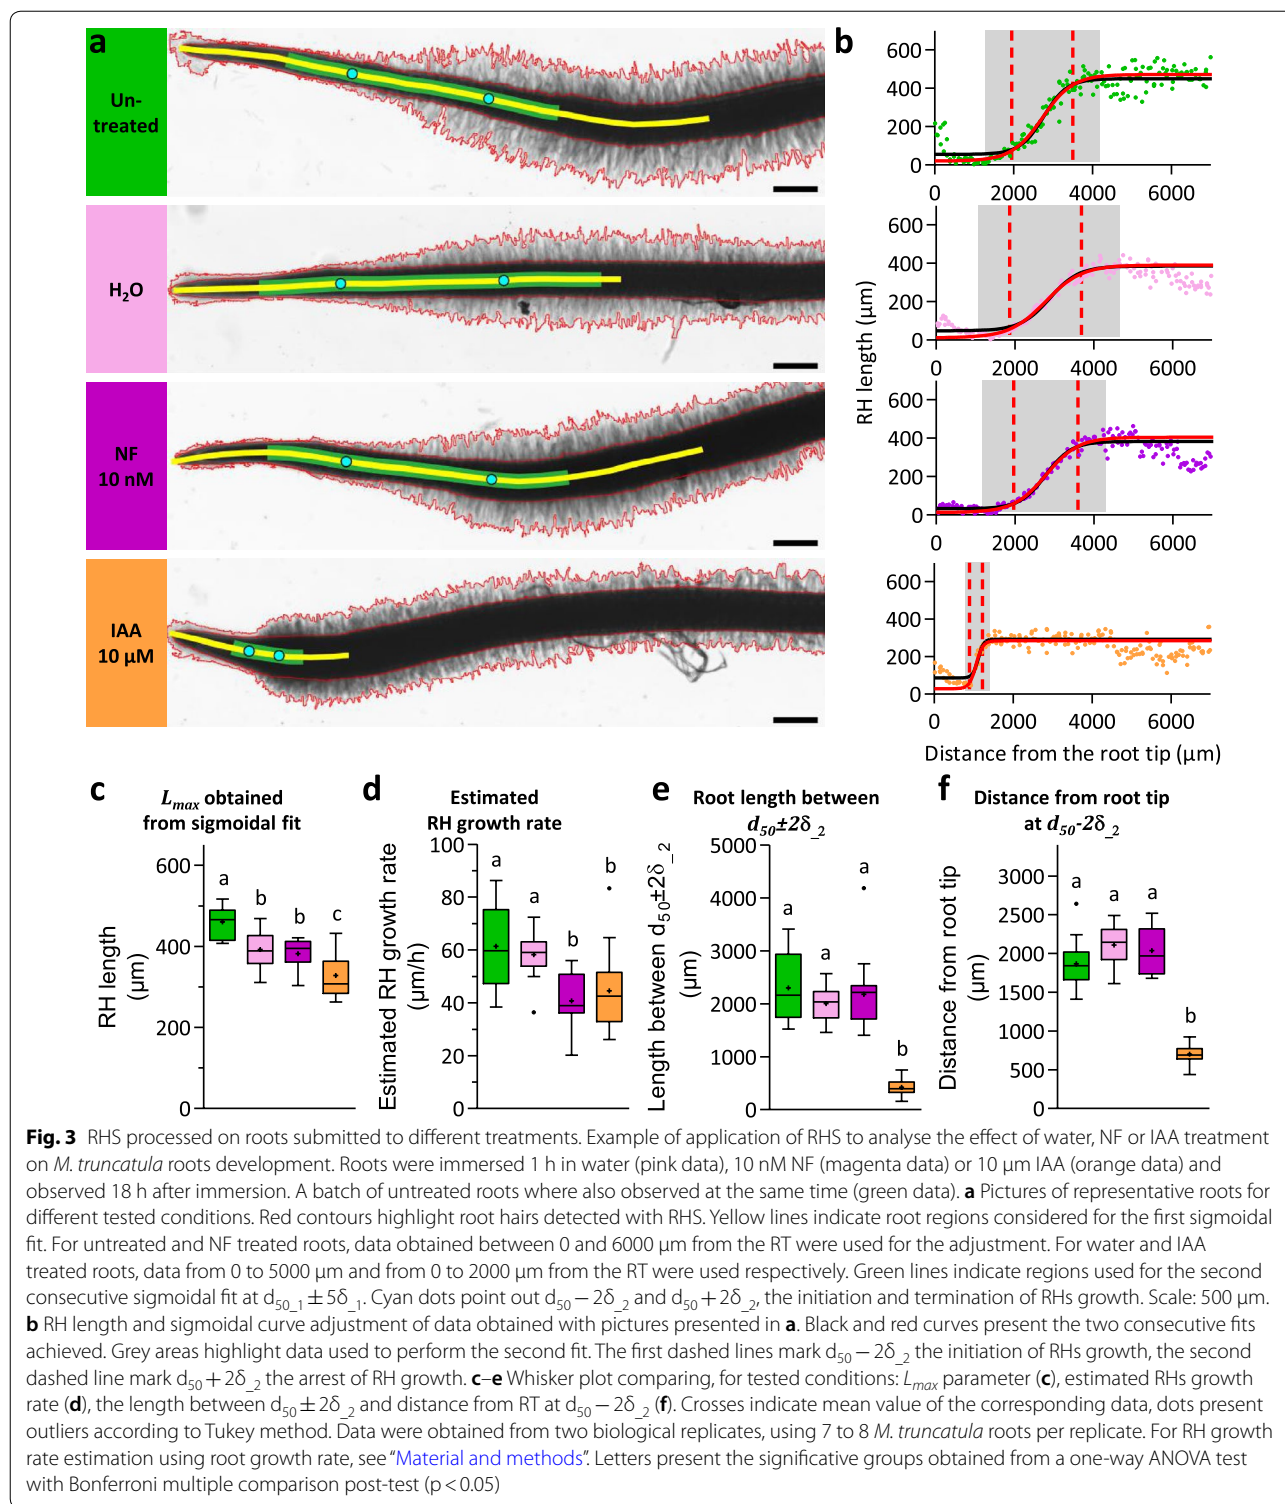 a
Un-
treated
H₂O
NF
10 nM
IAA
10 µM
b
RH length (µm)
600
400
200
0
0 2000 4000 6000
600
400
200
0
0 2000 4000 6000
600
400
200
0
0 2000 4000 6000
600
400
200
0
0 2000 4000 6000
Distance from the root tip (µm)
c
Lmax obtained
from sigmoidal fit
RH length
(µm)
600
400
200
0
a b b c
d
Estimated
RH growth rate
Estimated RH growth rate
(µm/h)
100
80
60
40
20
0
a a b b
e
Root length between
d50±2δ_2
Length between d50±2δ_2
(µm)
5000
4000
3000
2000
1000
0
a a a b
f
Distance from root tip
at d50-2δ_2
Distance from root tip
(µm)
3000
2500
2000
1500
1000
500
0
a a a b
Fig. 3 RHS processed on roots submitted to different treatments. Example of application of RHS to analyse the effect of water, NF or IAA treatment
on M. truncatula roots development. Roots were immersed 1 h in water (pink data), 10 nM NF (magenta data) or 10 µm IAA (orange data) and
observed 18 h after immersion. A batch of untreated roots where also observed at the same time (green data). a Pictures of representative roots for
different tested conditions. Red contours highlight root hairs detected with RHS. Yellow lines indicate root regions considered for the first sigmoidal
fit. For untreated and NF treated roots, data obtained between 0 and 6000 µm from the RT were used for the adjustment. For water and IAA
treated roots, data from 0 to 5000 µm and from 0 to 2000 µm from the RT were used respectively. Green lines indicate regions used for the second
consecutive sigmoidal fit at d50_1 ± 5δ_1. Cyan dots point out d50 − 2δ_2 and d50 + 2δ_2, the initiation and termination of RHs growth. Scale: 500 µm.
b RH length and sigmoidal curve adjustment of data obtained with pictures presented in a. Black and red curves present the two consecutive fits
achieved. Grey areas highlight data used to perform the second fit. The first dashed lines mark d50 − 2δ_2 the initiation of RHs growth, the second
dashed line mark d50 + 2δ_2 the arrest of RH growth. c–e Whisker plot comparing, for tested conditions: Lmax parameter (c), estimated RHs growth
rate (d), the length between d50 ± 2δ_2 and distance from RT at d50 − 2δ_2 (f). Crosses indicate mean value of the corresponding data, dots present
outliers according to Tukey method. Data were obtained from two biological replicates, using 7 to 8 M. truncatula roots per replicate. For RH growth
rate estimation using root growth rate, see "Material and methods". Letters present the significative groups obtained from a one-way ANOVA test
with Bonferroni multiple comparison post-test (p < 0.05)